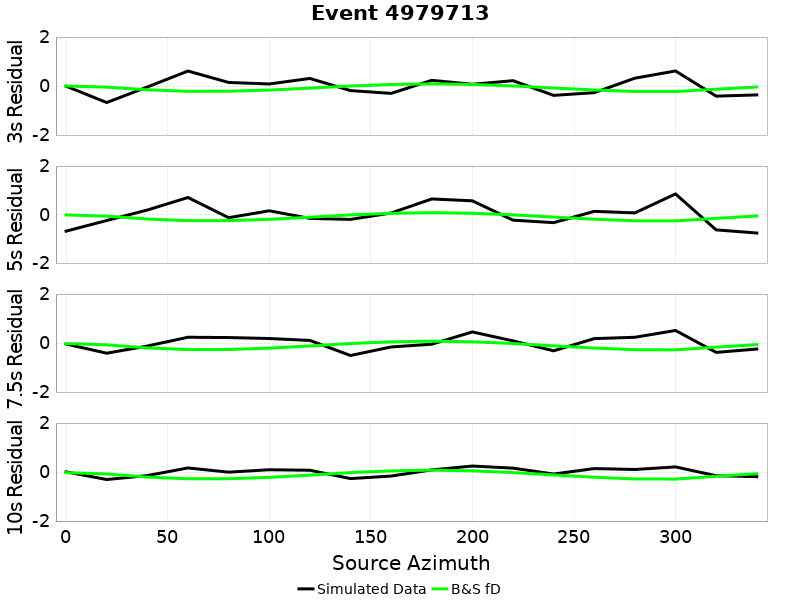 Event 4979713
3s Residual
2
0
-2
5s Residual
2
0
-2
7.5s Residual
2
0
-2
10s Residual
2
0
-2
0 50 100 150 200 250 300
Source Azimuth
Simulated Data B&S fD